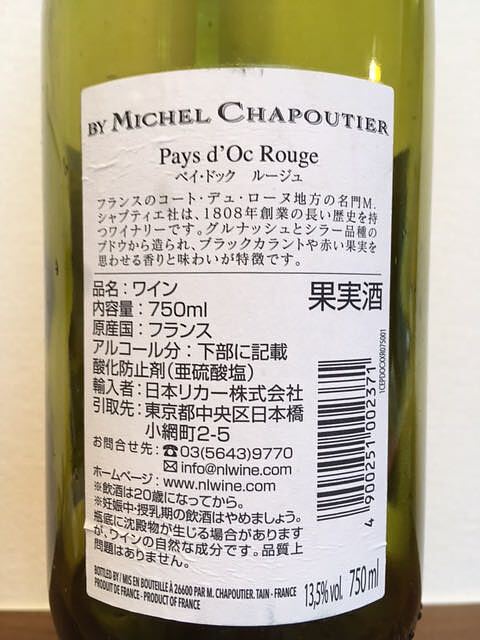 BY MICHEL CHAPOUTIER
Pays d'Oc Rouge
ペイ・ドック ルージュ
フランスのコート・デュ・ローヌ地方の名門M.
シャプティエ社は、1808年創業の長い歴史を持
つワイナリーです。グルナッシュとシラー品種の
ブドウから造られ、ブラックカラントや赤い果実を
思わせる香りと味わいが特徴です。
品名：ワイン
果実酒
内容量：750ml
原産国：フランス
アルコール分：下部に記載
酸化防止剤(亜硫酸塩)
輸入者：日本リカー株式会社
引取先：東京都中央区日本橋
小網町2-5
お問合せ先：☎03(5643)9770
✉info@nlwine.com
ホームページ：www.nlwine.com
※飲酒は20歳になってから。
※妊娠中・授乳期の飲酒はやめましょう。
瓶底に沈殿物が生じる場合があります
が、ワインの自然な成分です。品質上
問題はありません。
1CEPDOCXXR075001
4 900251 002371
BOTTLED BY / MIS EN BOUTEILLE À 26600 PAR M. CHAPOUTIER. TAIN - FRANCE
PRODUIT DE FRANCE - PRODUCT OF FRANCE
13,5% vol. 750 ml